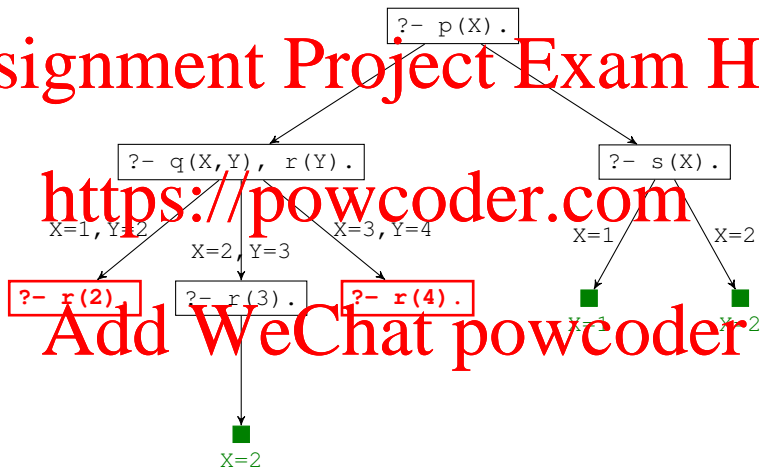 ?- p(X).
ssignment Project Exam H
?- q(X,Y), r(Y).
?- s(X).
https://powcoder.com
X=1,Y=2
X=2,Y=3
X=3,Y=4
X=1
X=2
?- r(2).
?- r(3).
?- r(4).
X=1
X=2
Add WeChat powcoder
X=2